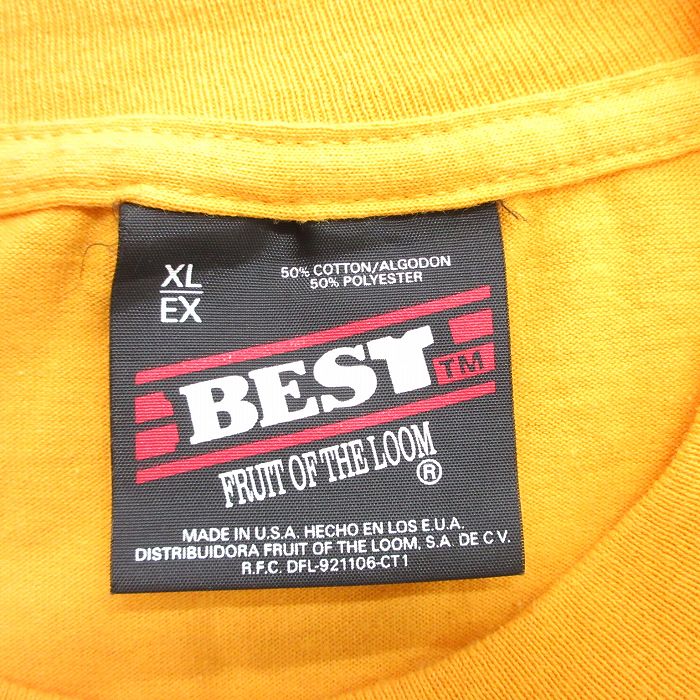 XL
EX
50% COTTON/ALGODON
50% POLYESTER
BEST TM
FRUIT OF THE LOOM ®
MADE IN U.S.A. HECHO EN LOS E.U.A.
DISTRIBUIDORA FRUIT OF THE LOOM, S.A. DE C.V.
R.F.C. DFL-921106-CT1